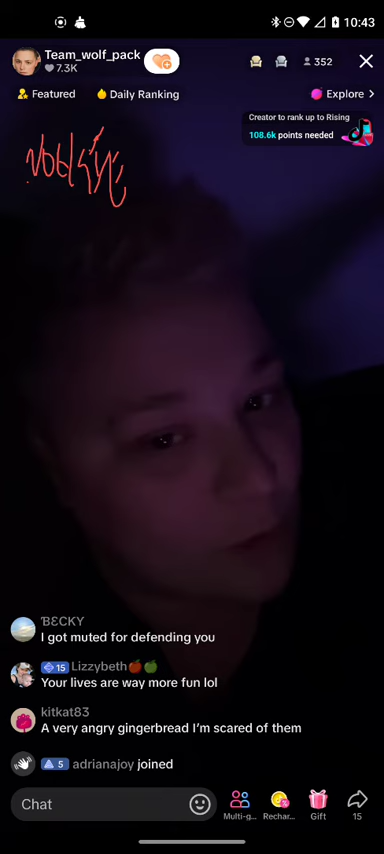 10:43
Team_wolf_pack
7.3K
352
Featured
Daily Ranking
Explore
Creator to rank up to Rising
108.6k points needed
ƁƐCKY
I got muted for defending you
15 Lizzybeth🍎🍏
Your lives are way more fun lol
kitkat83
A very angry gingerbread I'm scared of them
5 adrianajoy joined
Chat
Multi-g... Rechar... Gift 15